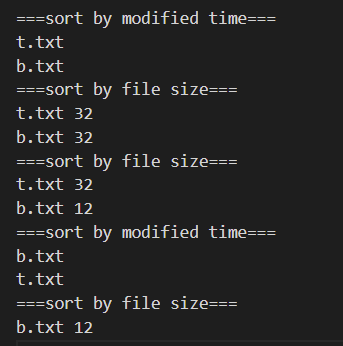 ===sort by modified time===
t.txt
b.txt
===sort by file size===
t.txt 32
b.txt 32
===sort by file size===
t.txt 32
b.txt 12
===sort by modified time===
b.txt
t.txt
===sort by file size===
b.txt 12